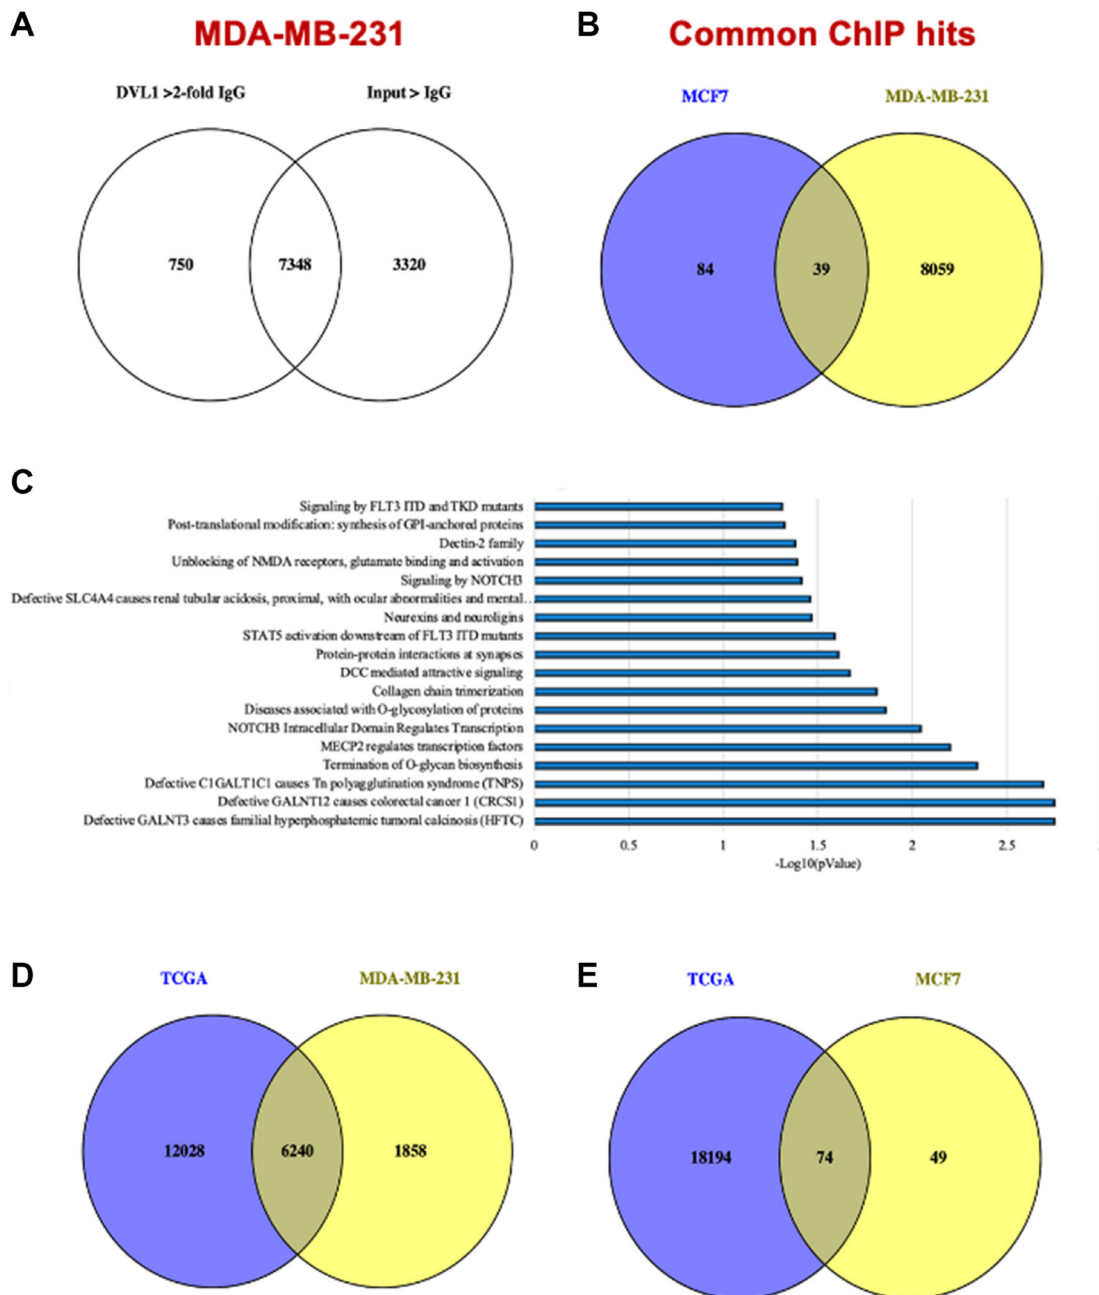 A
MDA-MB-231
DVL1 >2-fold IgG
Input > IgG
750
7348
3320
B
Common ChIP hits
MCF7
MDA-MB-231
84
39
8059
C
Signaling by FLT3 ITD and TKD mutants
Post-translational modification: synthesis of GPI-anchored proteins
Dectin-2 family
Unblocking of NMDA receptors, glutamate binding and activation
Signaling by NOTCH3
Defective SLC4A4 causes renal tubular acidosis, proximal, with ocular abnormalities and mental…
Neurexins and neuroligins
STAT5 activation downstream of FLT3 ITD mutants
Protein-protein interactions at synapses
DCC mediated attractive signaling
Collagen chain trimerization
Diseases associated with O-glycosylation of proteins
NOTCH3 Intracellular Domain Regulates Transcription
MECP2 regulates transcription factors
Termination of O-glycan biosynthesis
Defective C1GALT1C1 causes Tn polyagglutination syndrome (TNPS)
Defective GALNT12 causes colorectal cancer 1 (CRCS1)
Defective GALNT3 causes familial hyperphosphatemic tumoral calcinosis (HFTC)
0 0.5 1 1.5 2 2.5
-Log10(pValue)
D
TCGA
MDA-MB-231
12028
6240
1858
E
TCGA
MCF7
18194
74
49